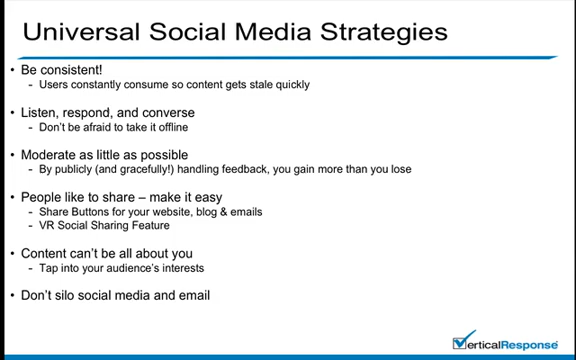 Universal Social Media Strategies
• Be consistent!
- Users constantly consume so content gets stale quickly
• Listen, respond, and converse
- Don't be afraid to take it offline
• Moderate as little as possible
- By publicly (and gracefully!) handling feedback, you gain more than you lose
• People like to share – make it easy
- Share Buttons for your website, blog & emails
- VR Social Sharing Feature
• Content can't be all about you
- Tap into your audience's interests
• Don't silo social media and email
VerticalResponse